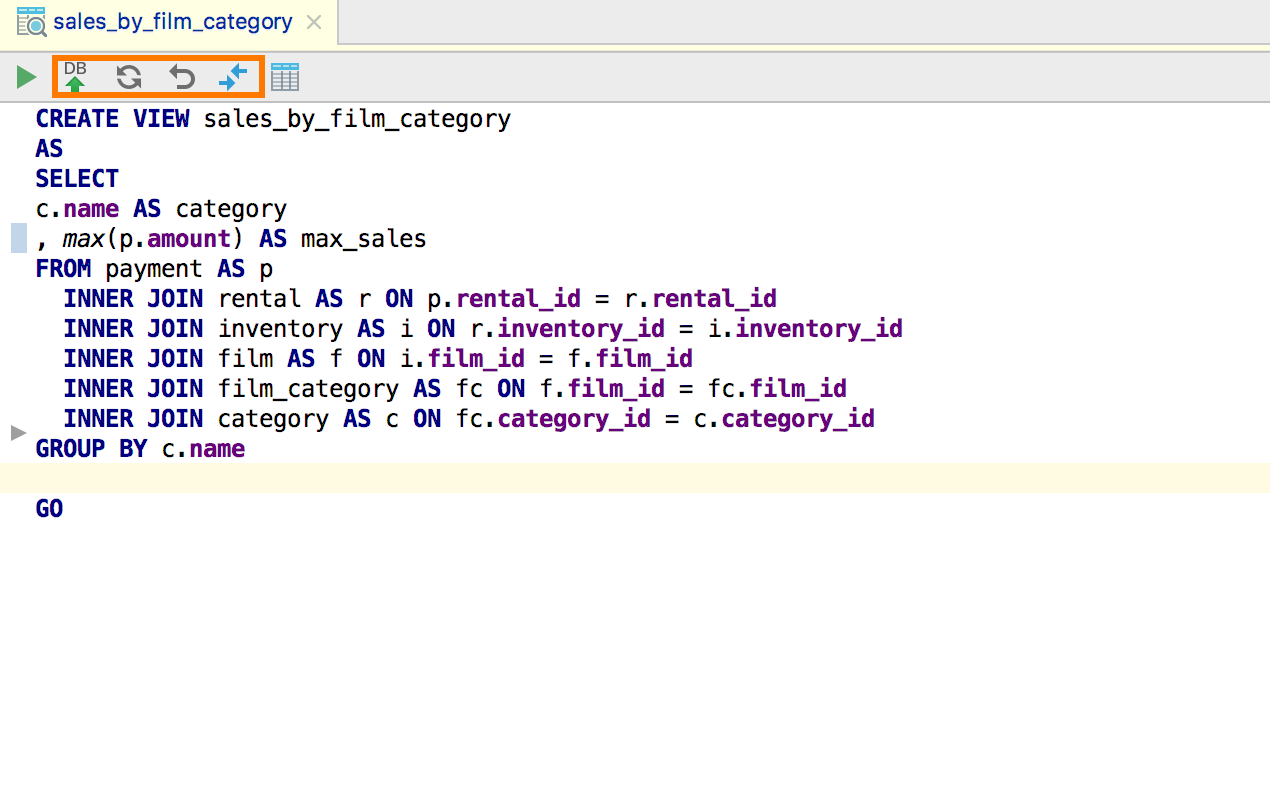 sales_by_film_category
DB
CREATE VIEW sales_by_film_category
AS
SELECT
c.name AS category
, max(p.amount) AS max_sales
FROM payment AS p
  INNER JOIN rental AS r ON p.rental_id = r.rental_id
  INNER JOIN inventory AS i ON r.inventory_id = i.inventory_id
  INNER JOIN film AS f ON i.film_id = f.film_id
  INNER JOIN film_category AS fc ON f.film_id = fc.film_id
  INNER JOIN category AS c ON fc.category_id = c.category_id
GROUP BY c.name
GO